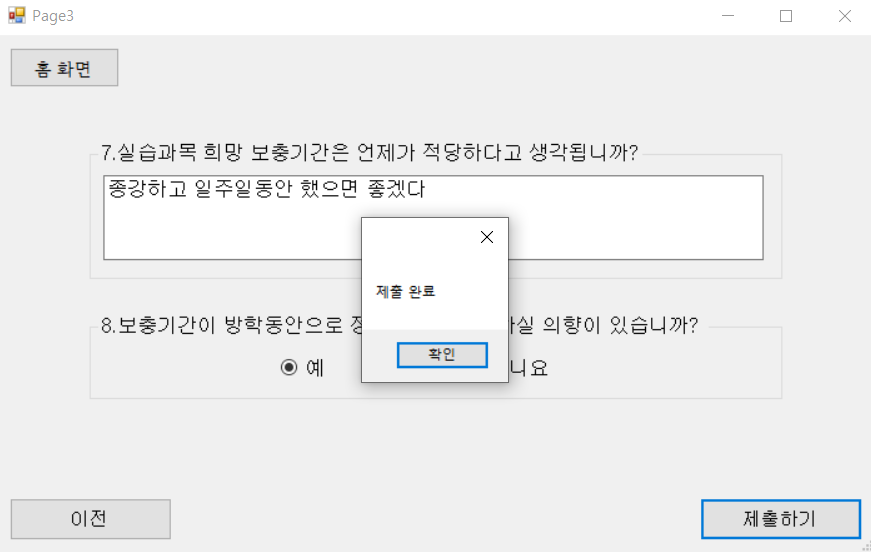 Page3
홈 화면
7.실습과목 희망 보충기간은 언제가 적당하다고 생각됩니까?
종강하고 일주일동안 했으면 좋겠다
제출 완료
확인
8.보충기간이 방학동안으로 의향이 있습니까?
예
니요
이전
제출하기